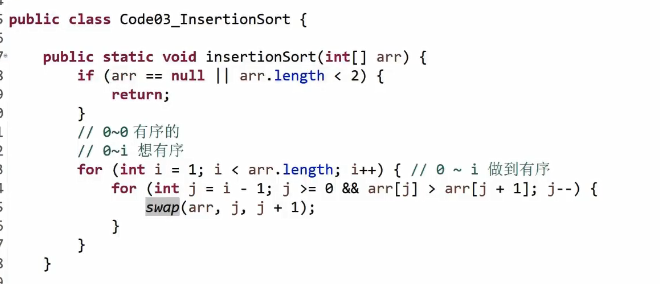 public class Code03_InsertionSort {
public static void insertionSort(int[] arr) {
if (arr == null || arr.length < 2) {
return;
}
// 0~0 有序的
// 0~i 想有序
for (int i = 1; i < arr.length; i++) { // 0 ~ i 做到有序
for (int j = i - 1; j >= 0 && arr[j] > arr[j + 1]; j--) {
swap(arr, j, j + 1);
}
}
}